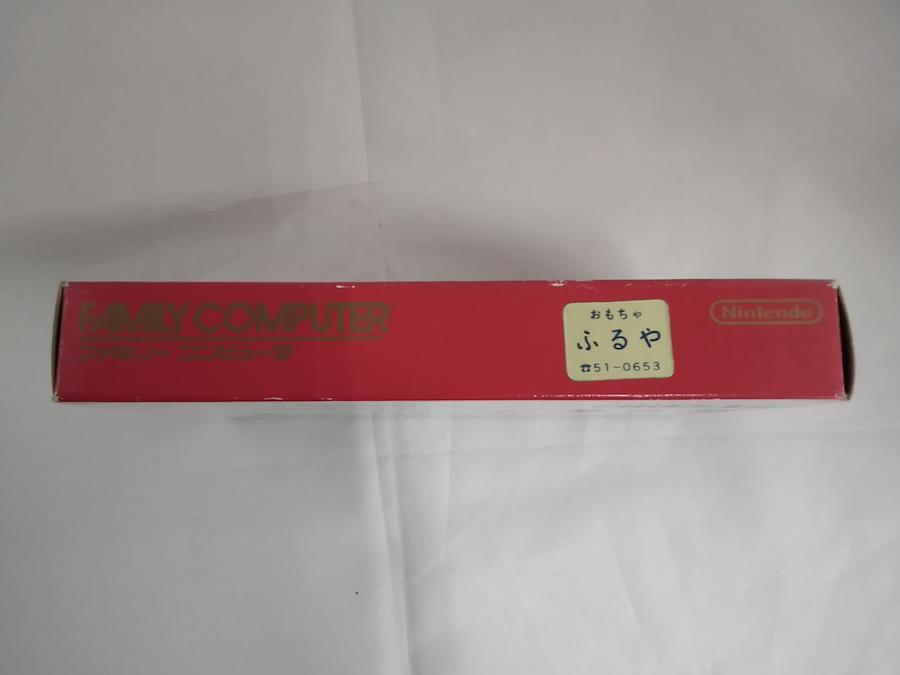 FAMILY COMPUTER™
ファミリー コンピュータ
おもちゃ
ふるや
☎51-0653
Nintendo